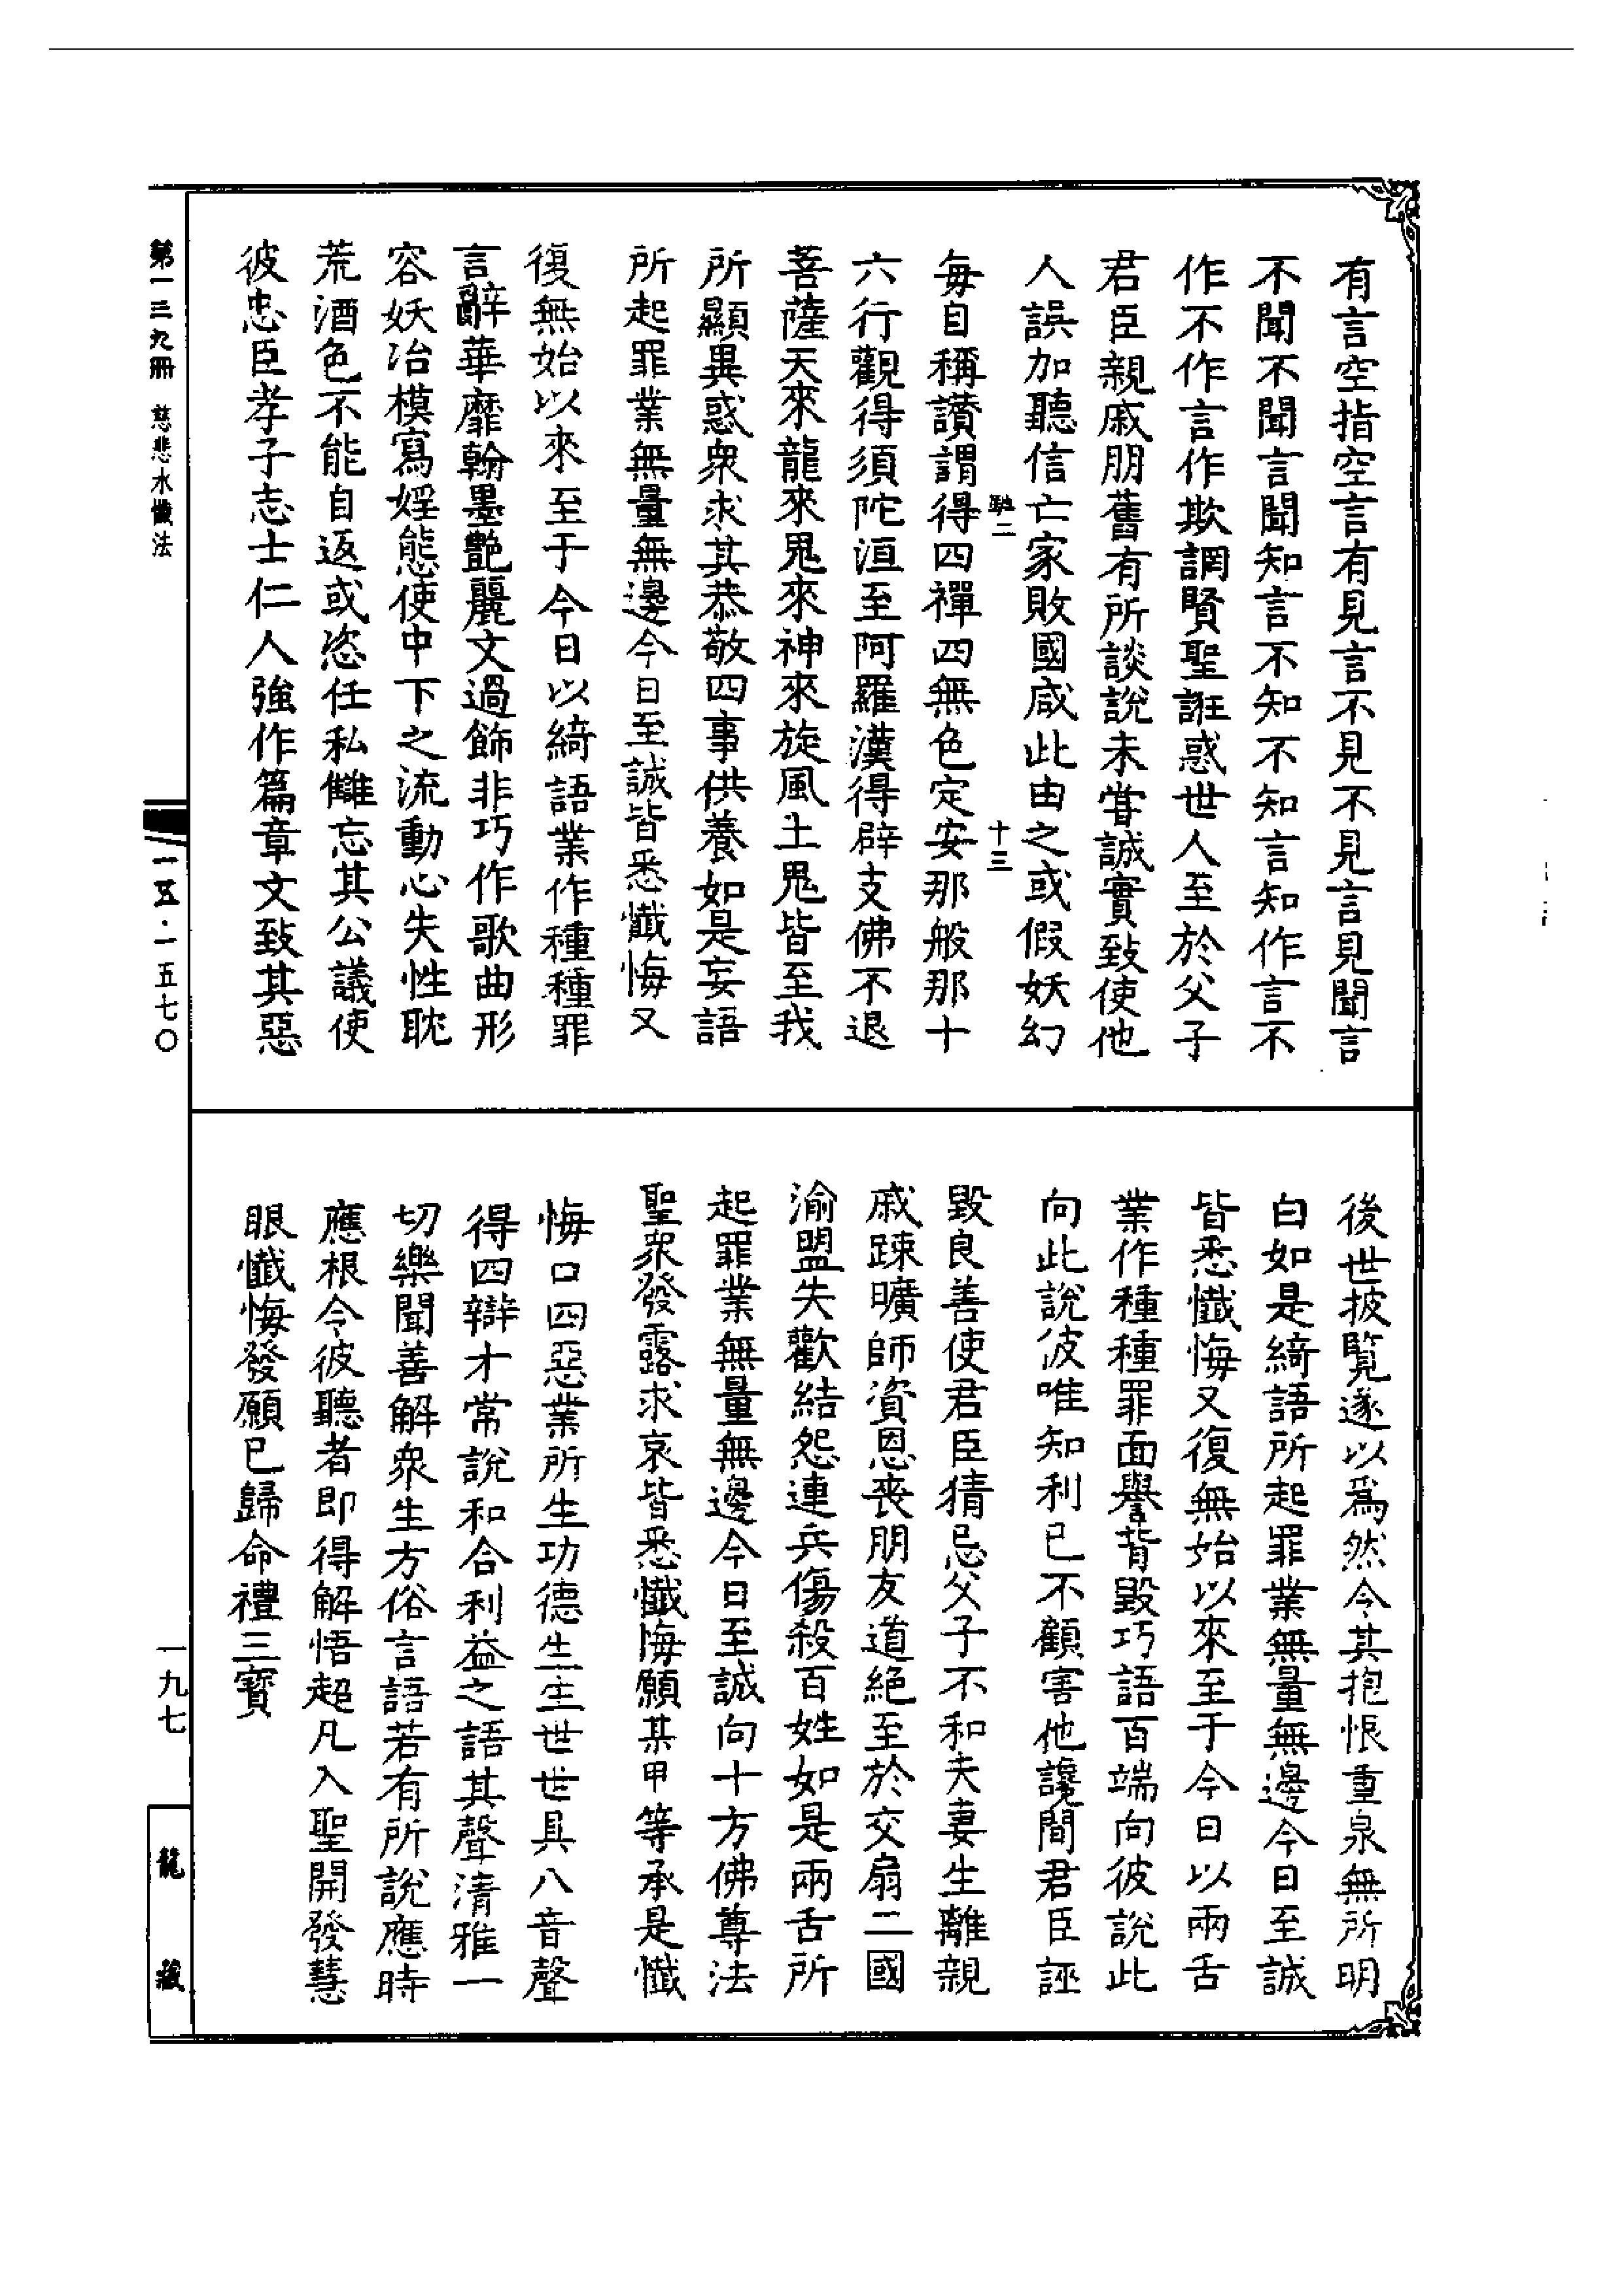 有言空指空言有見言不見不見言見聞言
不聞不聞言聞知言不知不知言知作言不
作不作言作欺誷賢聖誑惑世人至於父子
君臣親戚朋舊有所談說未嘗誠實致使他
人誤加聽信亡家敗國咸此由之或假妖幻
二
十三
每自稱讚謂得四禪四無色定安那般那十
六行觀得須陀洹至阿羅漢得辟支佛不退
菩薩天來龍來鬼來神來旋風土鬼皆至我
所顯異惑衆求其恭敬四事供養如是妄語
所起罪業無量無邊今日至誠皆悉懺悔又
復無始以來至于今日以綺語業作種種罪
言辭華靡翰墨艷麗文過飾非巧作歌曲形
容妖冶模寫婬態使中下之流動心失性耽
荒酒色不能自返或恣任私讎忘其公議使
彼忠臣孝子志士仁人強作篇章文致其惡
後世披覧遂以爲然令其抱恨重泉無所明
白如是綺語所起罪業無量無邊今日至誠
皆悉懺悔又復無始以來至于今日以兩舌
業作種種罪面譽背毀巧語百端向彼說此
向此說彼唯知利己不顧害他讒間君臣誣
毀良善使君臣猜忌父子不和夫妻生離親
戚踈曠師資恩喪朋友道絕至於交扇二國
渝盟失歡結怨連兵傷殺百姓如是兩舌所
起罪業無量無邊今日至誠向十方佛尊法
聖衆發露求哀皆悉懺悔願某甲等承是懺
悔口四惡業所生功德生生世世具八音聲
得四辯才常說和合利益之語其聲清雅一
切樂聞善解衆生方俗言語若有所說應時
應根令彼聽者即得解悟超凡入聖開發慧
眼懺悔發願已歸命禮三寶
第一三九冊 慈悲水懺法
一五·一五七〇
一九七
龍藏